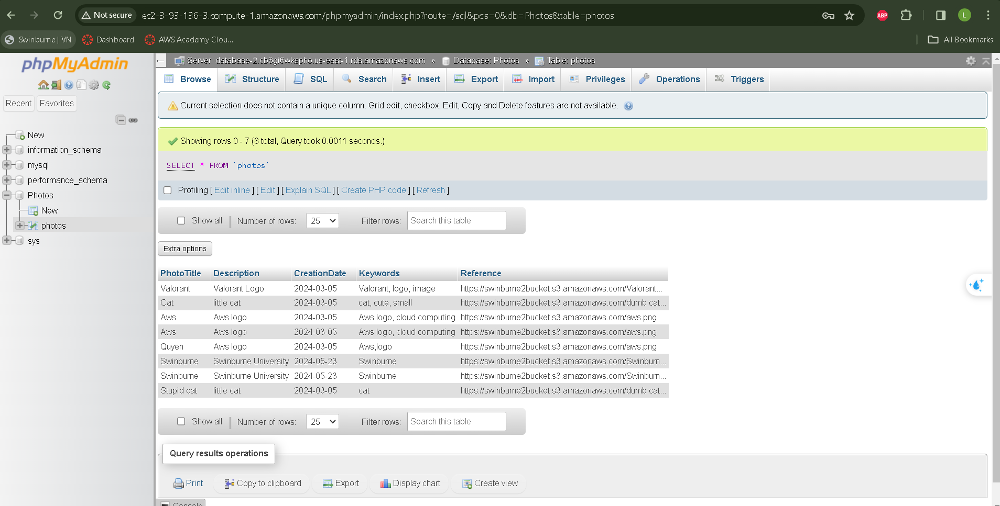 Not secure ec2-3-93-136-3.compute-1.amazonaws.com/phpmyadmin/index.php?route=/sql&pos=0&db=Photos&table=photos ABP L
Swinburne | VN Dashboard AWS Academy Clou... All Bookmarks
phpMyAdmin
Recent Favorites
New
information_schema
mysql
performance_schema
Photos
New
photos
sys
Server: database-2.cb6gi6wkspho.us-east-1.rds.amazonaws.com » Database: Photos » Table: photos
Browse Structure SQL Search Insert Export Import Privileges Operations Triggers
Current selection does not contain a unique column. Grid edit, checkbox, Edit, Copy and Delete features are not available.
Showing rows 0 - 7 (8 total, Query took 0.0011 seconds.)
SELECT * FROM `photos`
Profiling [ Edit inline ] [ Edit ] [ Explain SQL ] [ Create PHP code ] [ Refresh ]
Show all Number of rows: 25 Filter rows: Search this table
Extra options
PhotoTitle Description CreationDate Keywords Reference
Valorant Valorant Logo 2024-03-05 Valorant, logo, image https://swinburne2bucket.s3.amazonaws.com/Valorant...
Cat little cat 2024-03-05 cat, cute, small https://swinburne2bucket.s3.amazonaws.com/dumb cat...
Aws Aws logo 2024-03-05 Aws logo, cloud computing https://swinburne2bucket.s3.amazonaws.com/aws.png
Aws Aws logo 2024-03-05 Aws logo, cloud computing https://swinburne2bucket.s3.amazonaws.com/aws.png
Quyen Aws logo 2024-03-05 Aws,logo https://swinburne2bucket.s3.amazonaws.com/aws.png
Swinburne Swinburne University 2024-05-23 Swinburne https://swinburne2bucket.s3.amazonaws.com/Swinburn...
Swinburne Swinburne University 2024-05-23 Swinburne https://swinburne2bucket.s3.amazonaws.com/Swinburn...
Stupid cat little cat 2024-03-05 cat https://swinburne2bucket.s3.amazonaws.com/dumb cat...
Show all Number of rows: 25 Filter rows: Search this table
Query results operations
Print Copy to clipboard Export Display chart Create view
Console